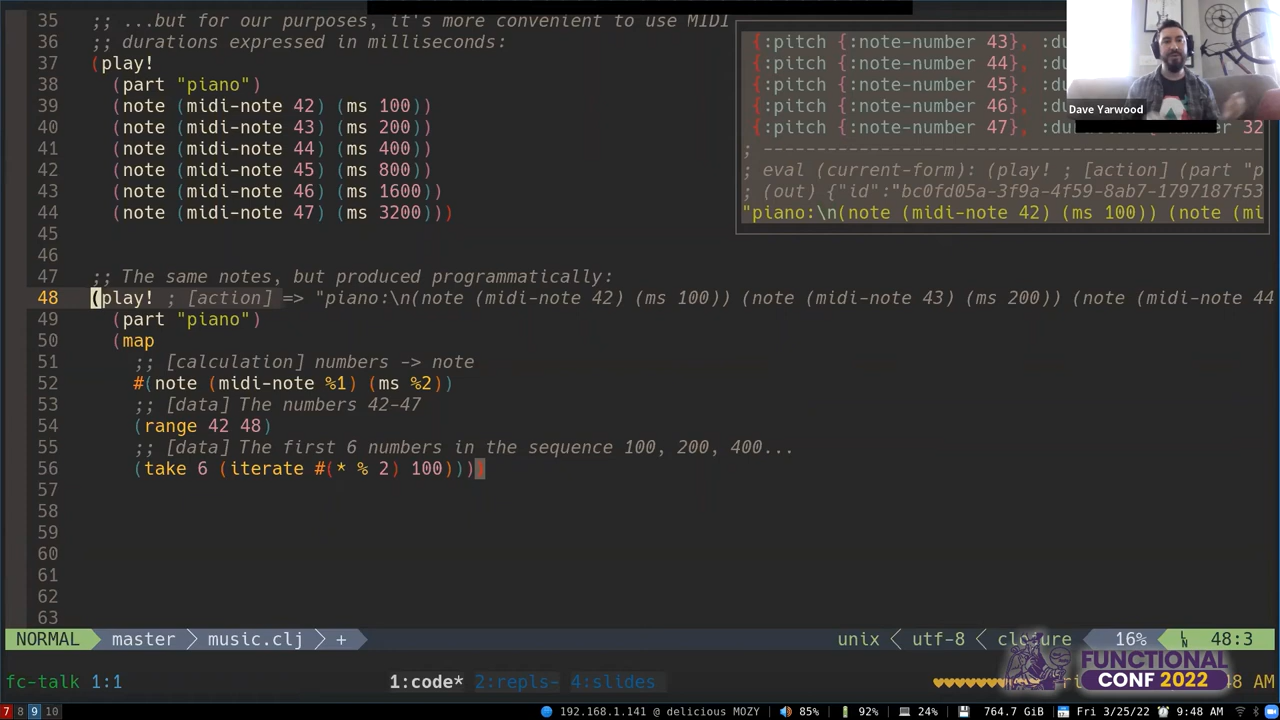 35 ;; ...but for our purposes, it's more convenient to use MIDI
36 ;; durations expressed in milliseconds:
37 (play!
38 (part "piano")
39 (note (midi-note 42) (ms 100))
40 (note (midi-note 43) (ms 200))
41 (note (midi-note 44) (ms 400))
42 (note (midi-note 45) (ms 800))
43 (note (midi-note 46) (ms 1600))
44 (note (midi-note 47) (ms 3200)))
45
46
47 ;; The same notes, but produced programmatically:
48 (play! ; [action] => "piano:\n(note (midi-note 42) (ms 100)) (note (midi-note 43) (ms 200)) (note (midi-note 44
49 (part "piano")
50 (map
51 ;; [calculation] numbers -> note
52 #(note (midi-note %1) (ms %2))
53 ;; [data] The numbers 42-47
54 (range 42 48)
55 ;; [data] The first 6 numbers in the sequence 100, 200, 400...
56 (take 6 (iterate #(* % 2) 100))))
57
58
59
60
61
62
63
{:pitch {:note-number 43}, :du
{:pitch {:note-number 44},
{:pitch {:note-number 45},
{:pitch {:note-number 46},
{:pitch {:note-number 47}, :du 32
; --------------------------------
; eval (current-form): (play! ; [action] (part "p
; (out) {"id":"bc0fd05a-3f9a-4f59-8ab7-1797187f53
"piano:\n(note (midi-note 42) (ms 100)) (note (mi
Dave Yarwood
NORMAL master music.clj + unix utf-8 clojure 16% LN 48:3
FUNCTIONAL
CONF 2022
fc-talk 1:1 1:code* 2:repls- 4:slides 48 AM
7 8 9 10 192.168.1.141 @ delicious MOZY 85% 92% 24% 764.7 GiB Fri 3/25/22 9:48 AM